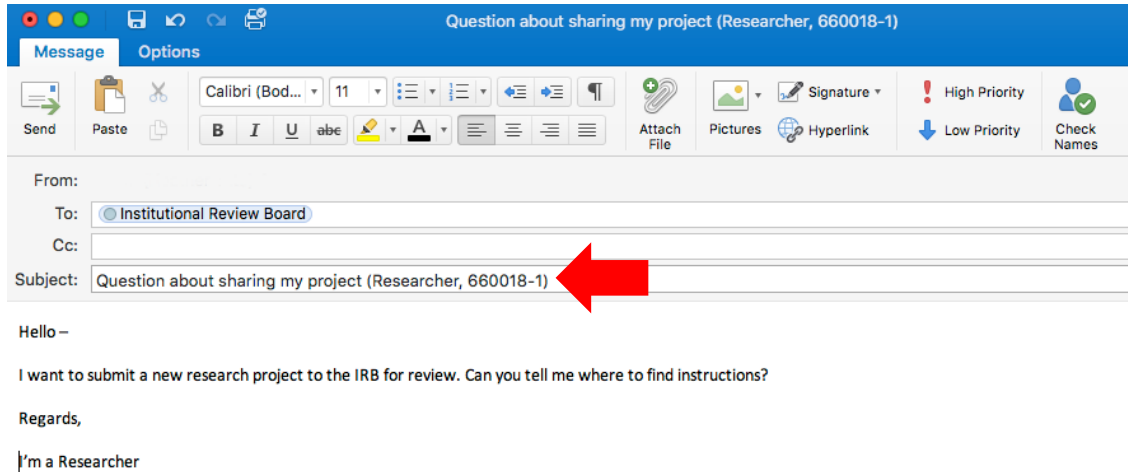 Question about sharing my project (Researcher, 660018-1)
Message Options
Calibri (Bod... 11
Signature
High Priority
Send Paste
B I U abc A
Attach File
Pictures
Hyperlink
Low Priority
Check Names
From:
To: Institutional Review Board
Cc:
Subject: Question about sharing my project (Researcher, 660018-1)
Hello –
I want to submit a new research project to the IRB for review. Can you tell me where to find instructions?
Regards,
I'm a Researcher